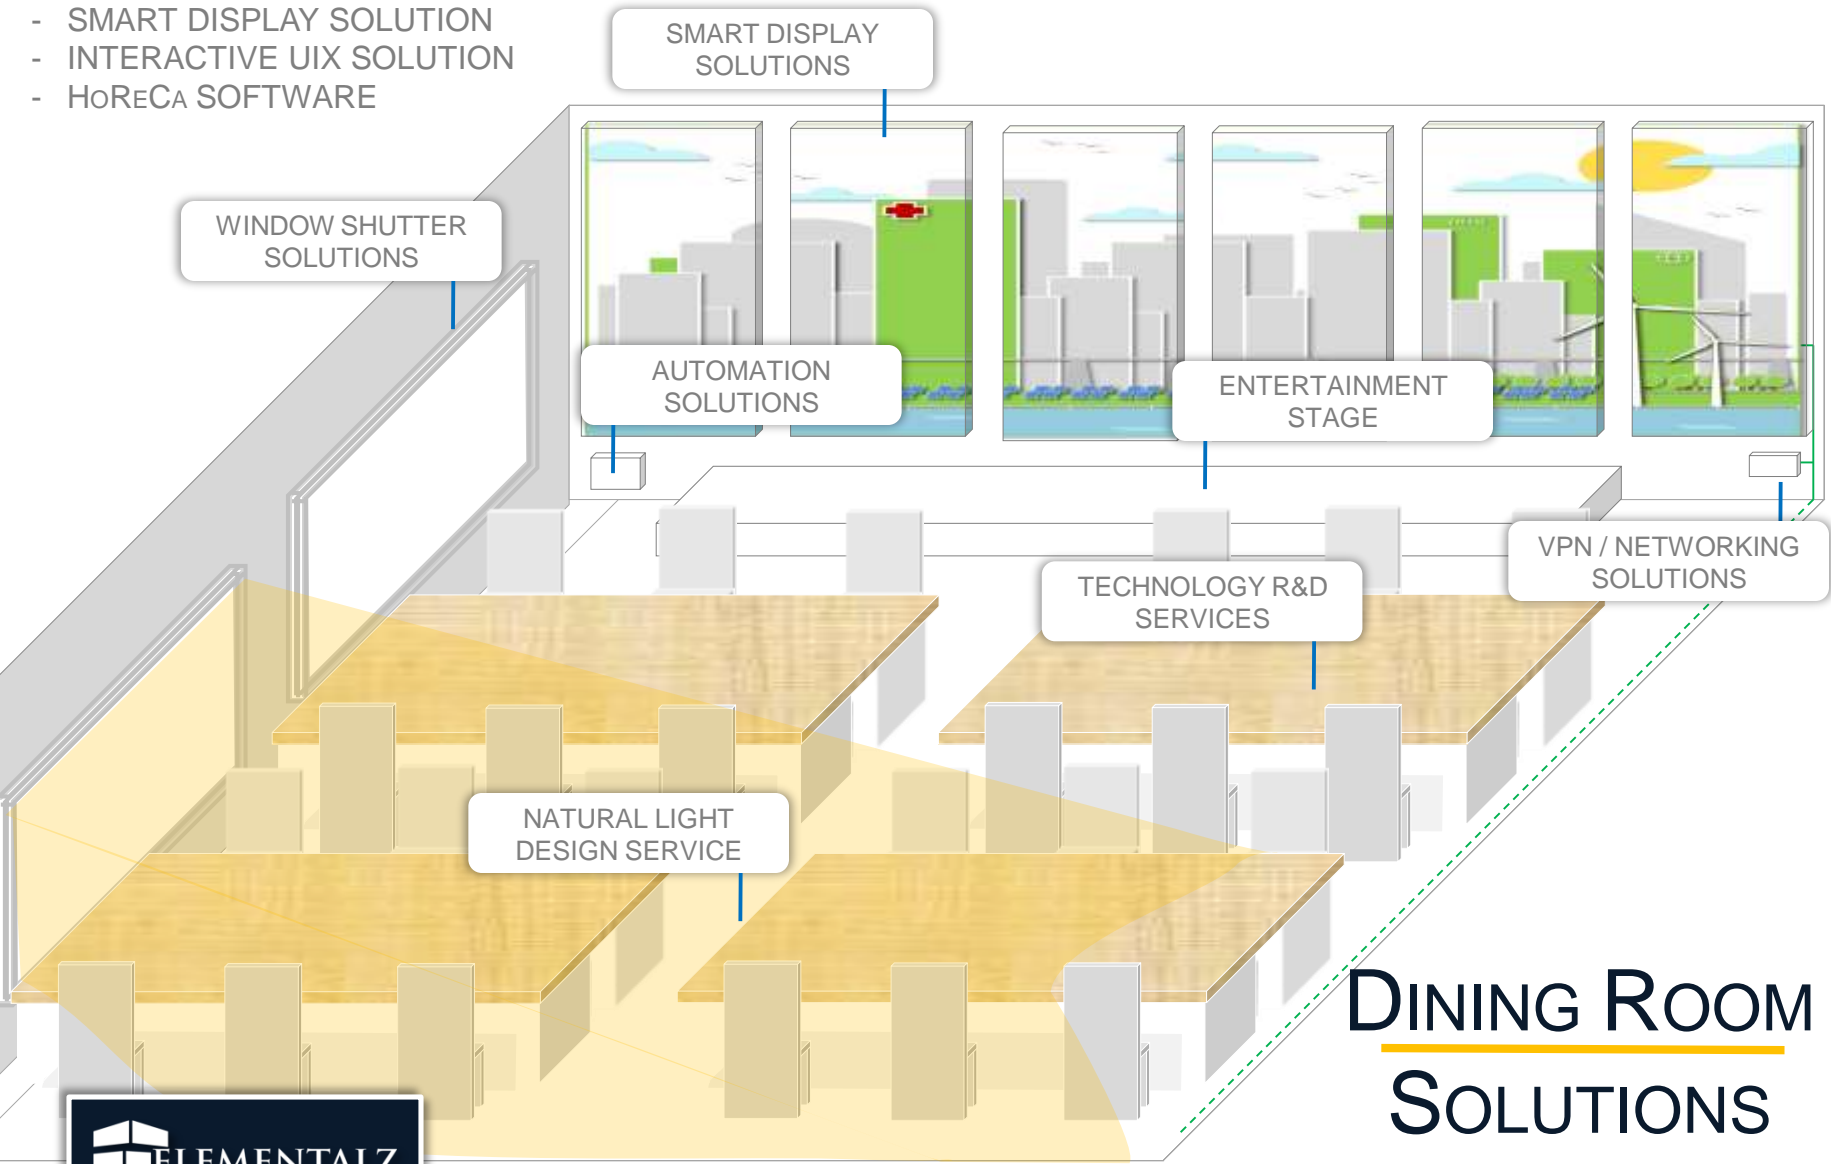 - SMART DISPLAY SOLUTION
- INTERACTIVE UIX SOLUTION
- HoReCa SOFTWARE
SMART DISPLAY
SOLUTIONS
WINDOW SHUTTER
SOLUTIONS
AUTOMATION
SOLUTIONS
ENTERTAINMENT
STAGE
VPN / NETWORKING
SOLUTIONS
TECHNOLOGY R&D
SERVICES
NATURAL LIGHT
DESIGN SERVICE
DINING ROOM
SOLUTIONS
ELEMENTALZ